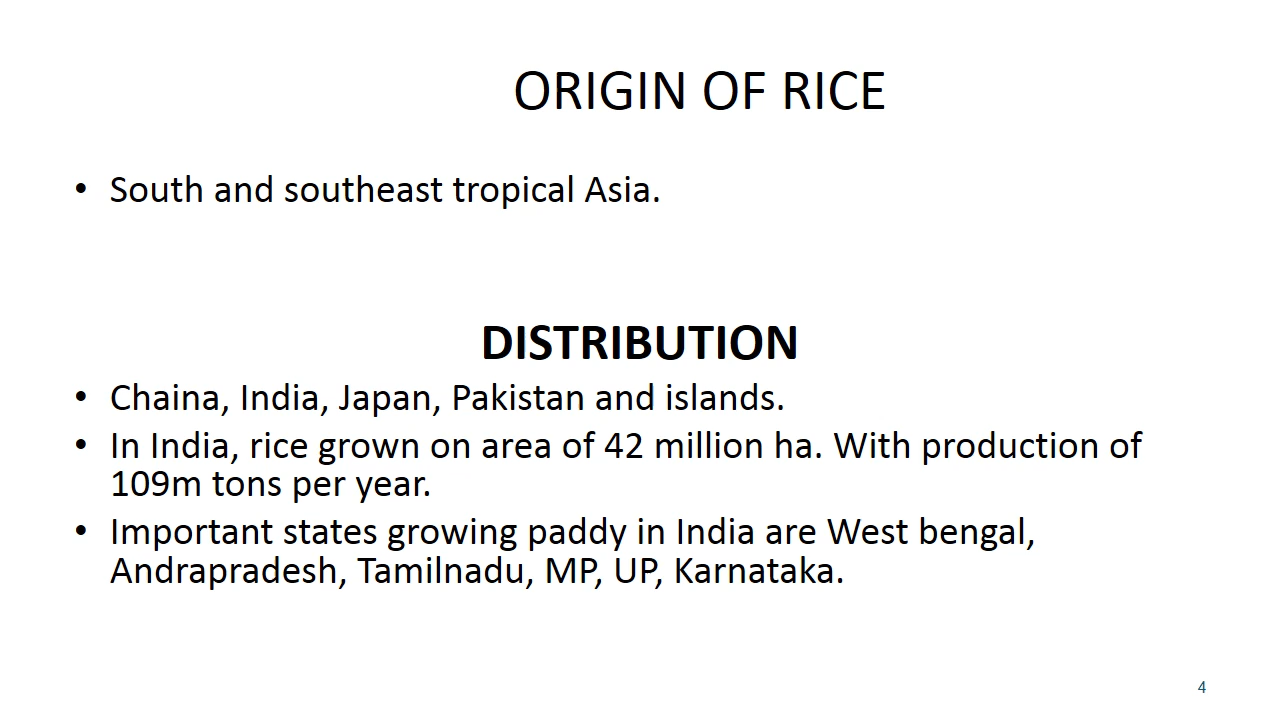 ORIGIN OF RICE
• South and southeast tropical Asia.
DISTRIBUTION
• Chaina, India, Japan, Pakistan and islands.
• In India, rice grown on area of 42 million ha. With production of
109m tons per year.
• Important states growing paddy in India are West bengal,
Andrapradesh, Tamilnadu, MP, UP, Karnataka.
4